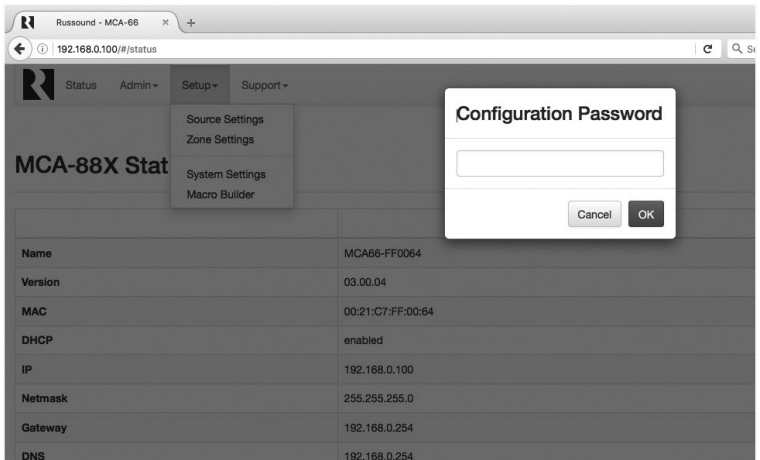 Russound - MCA-66 × +
192.168.0.100/#/status
Status Admin Setup Support
Source Settings
Zone Settings
System Settings
Macro Builder
Configuration Password
Cancel OK
MCA-88X Stat
Name MCA66-FF0064
Version 03.00.04
MAC 00:21:C7:FF:00:64
DHCP enabled
IP 192.168.0.100
Netmask 255.255.255.0
Gateway 192.168.0.254
DNS 192.168.0.254